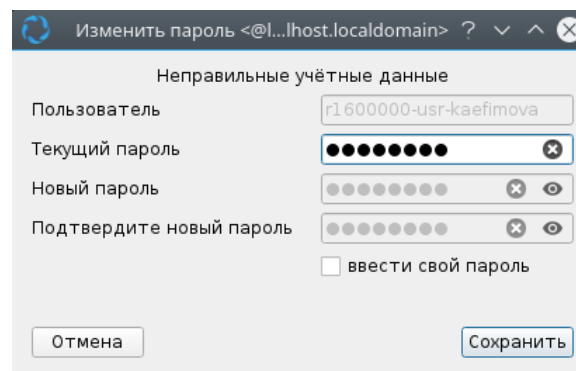 Изменить пароль <@l...lhost.localdomain>
Неправильные учётные данные
Пользователь r1600000-usr-kaefimova
Текущий пароль ●●●●●●●●
Новый пароль ●●●●●●●●
Подтвердите новый пароль ●●●●●●●●
ввести свой пароль
Отмена Сохранить